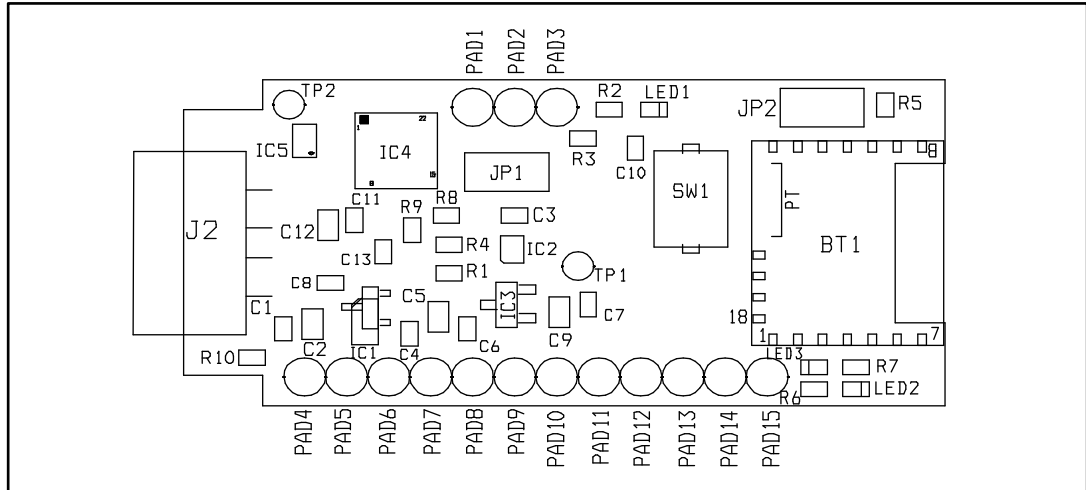 PAD1
PAD2
PAD3
TP2
R2
LED1
JP2
R5
IC5
1
22
IC4
8
15
R3
C10
JP1
SW1
8
PT
BT1
J2
C12
C11
R9
R8
C3
C13
R4
IC2
R1
TP1
C8
C1
C2
IC1
C5
C4
C6
IC3
C9
C7
18
1
7
R10
LED3
R7
R6
LED2
PAD4
PAD5
PAD6
PAD7
PAD8
PAD9
PAD10
PAD11
PAD12
PAD13
PAD14
PAD15